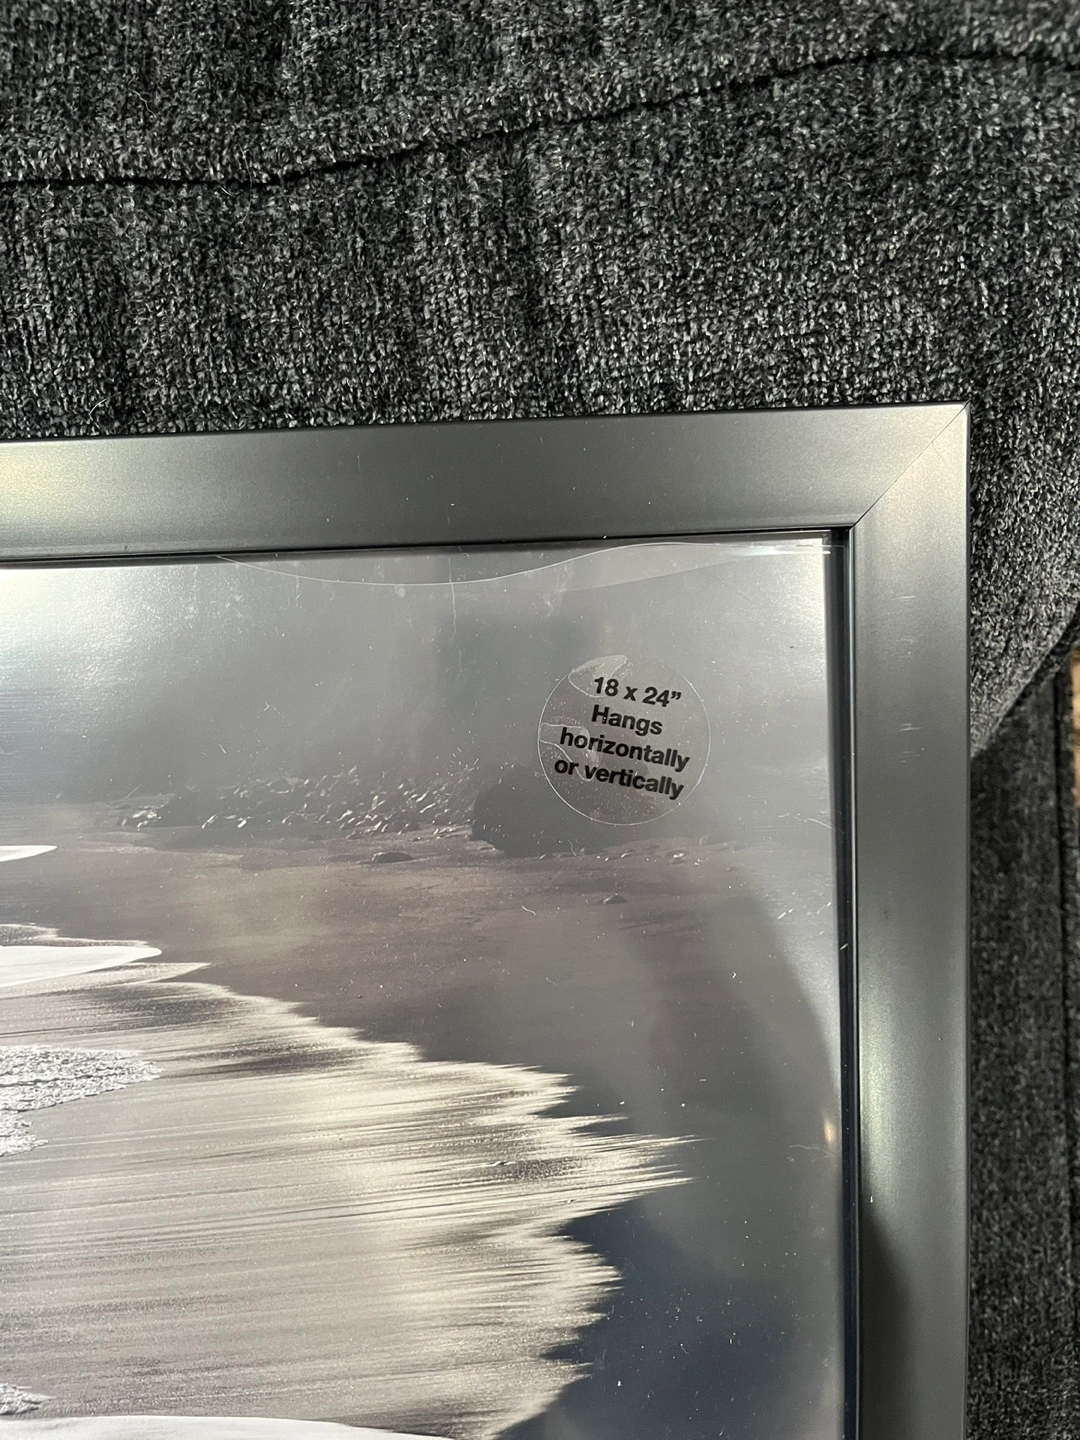 18 x 24”
Hangs
horizontally
or vertically